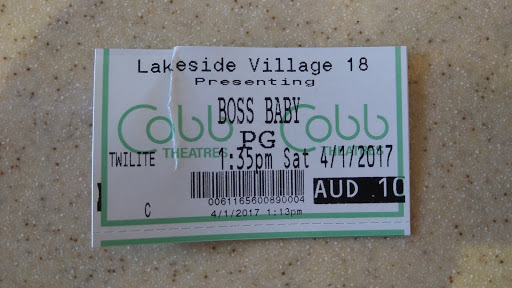 Lakeside Village 18
Presenting
BOSS BABY
PG
Cobb THEATRES Cobb THEATRES
TWILITE 1:35pm Sat 4/1/2017
AUD 10
0061165600890004
C 4/1/2017 1:13pm